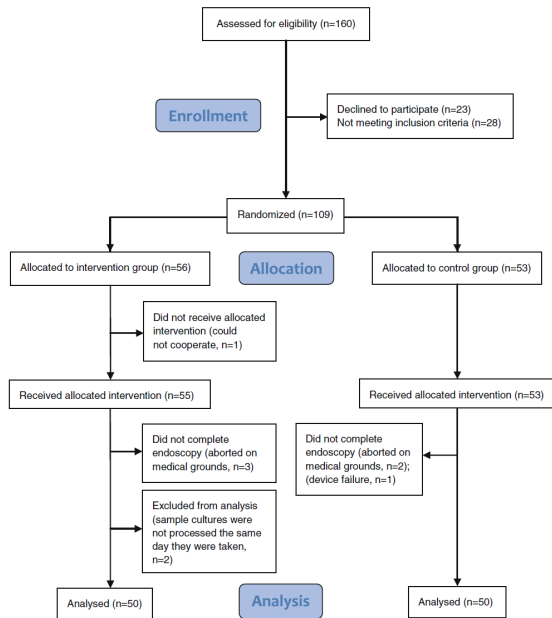 Assessed for eligibility (n=160)
Enrollment
Declined to participate (n=23)
Not meeting inclusion criteria (n=28)
Randomized (n=109)
Allocated to intervention group (n=56)
Allocation
Allocated to control group (n=53)
Did not receive allocated
intervention (could
not cooperate, n=1)
Received allocated intervention (n=55)
Received allocated intervention (n=53)
Did not complete
endoscopy (aborted on
medical grounds, n=3)
Did not complete
endoscopy (aborted on
medical grounds, n=2);
(device failure, n=1)
Excluded from analysis
(sample cultures were
not processed the same
day they were taken,
n=2)
Analysed (n=50)
Analysis
Analysed (n=50)